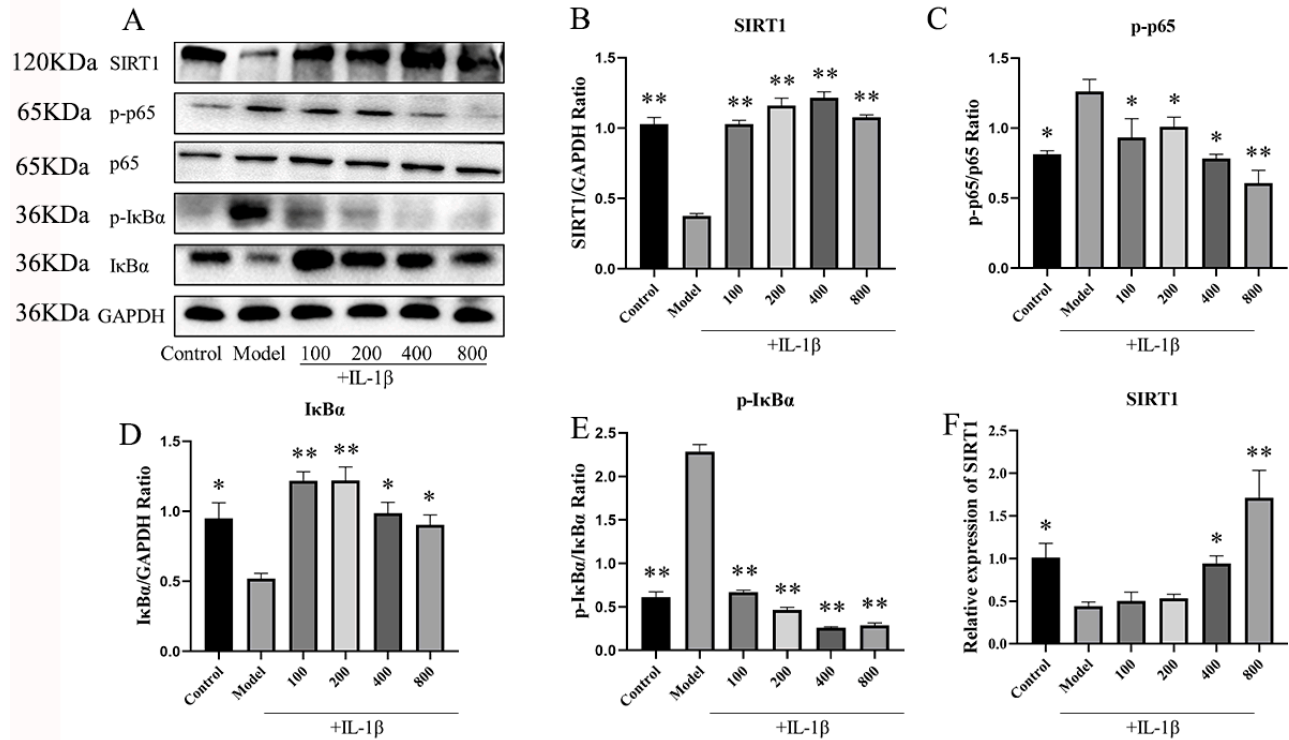 A
120KDa SIRT1
65KDa p-p65
65KDa p65
36KDa p-IκBα
36KDa IκBα
36KDa GAPDH
Control Model 100 200 400 800
+IL-1β
B
SIRT1
SIRT1/GAPDH Ratio
1.5
1.0
0.5
0.0
** ** ** ** **
Control Model 100 200 400 800
+IL-1β
C
p-p65
p-p65/p65 Ratio
1.5
1.0
0.5
0.0
* * * * **
Control Model 100 200 400 800
+IL-1β
D
IκBα
IκBα/GAPDH Ratio
1.5
1.0
0.5
0.0
* ** ** * *
Control Model 100 200 400 800
+IL-1β
E
p-IκBα
p-IκBα/IκBα Ratio
2.5
2.0
1.5
1.0
0.5
0.0
** ** ** ** **
Control Model 100 200 400 800
+IL-1β
F
SIRT1
Relative expression of SIRT1
2.5
2.0
1.5
1.0
0.5
0.0
* * **
Control Model 100 200 400 800
+IL-1β